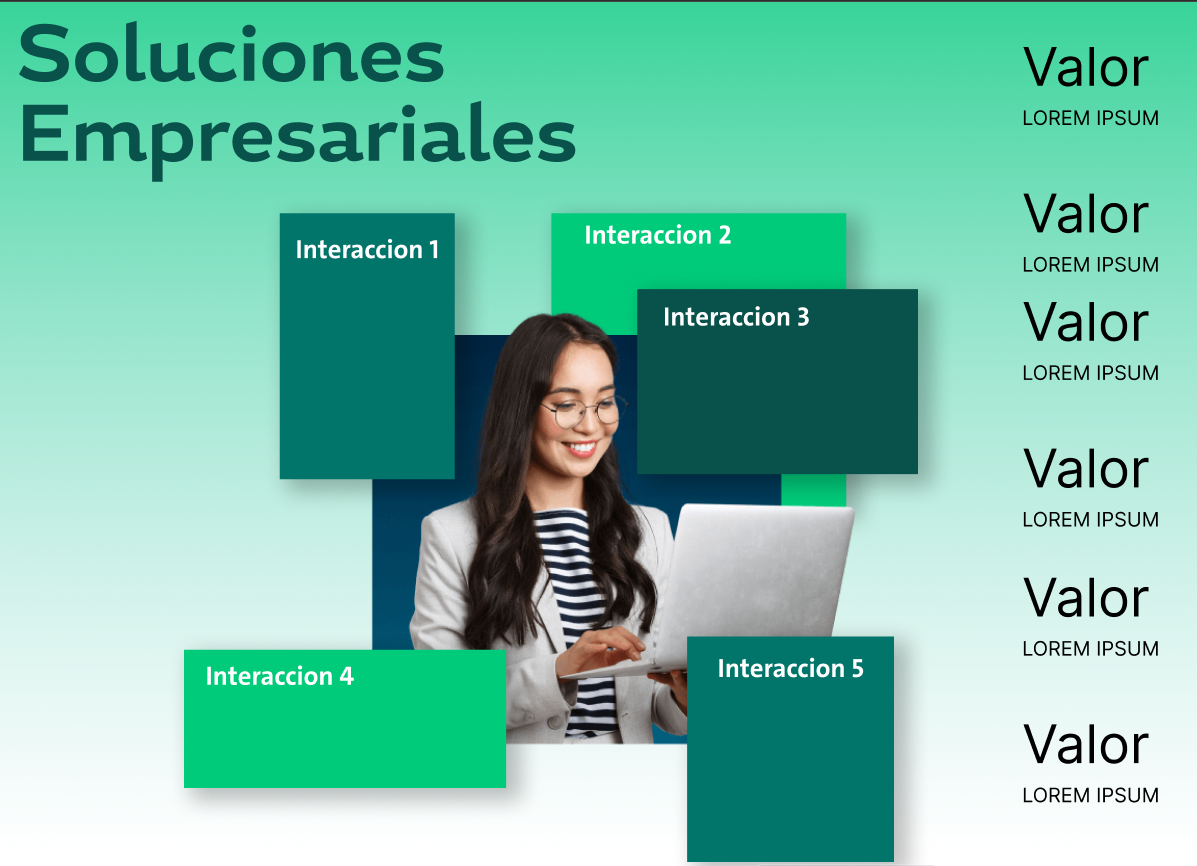 Soluciones
Empresariales
Interaccion 1
Interaccion 2
Interaccion 3
Interaccion 4
Interaccion 5
Valor
LOREM IPSUM
Valor
LOREM IPSUM
Valor
LOREM IPSUM
Valor
LOREM IPSUM
Valor
LOREM IPSUM
Valor
LOREM IPSUM